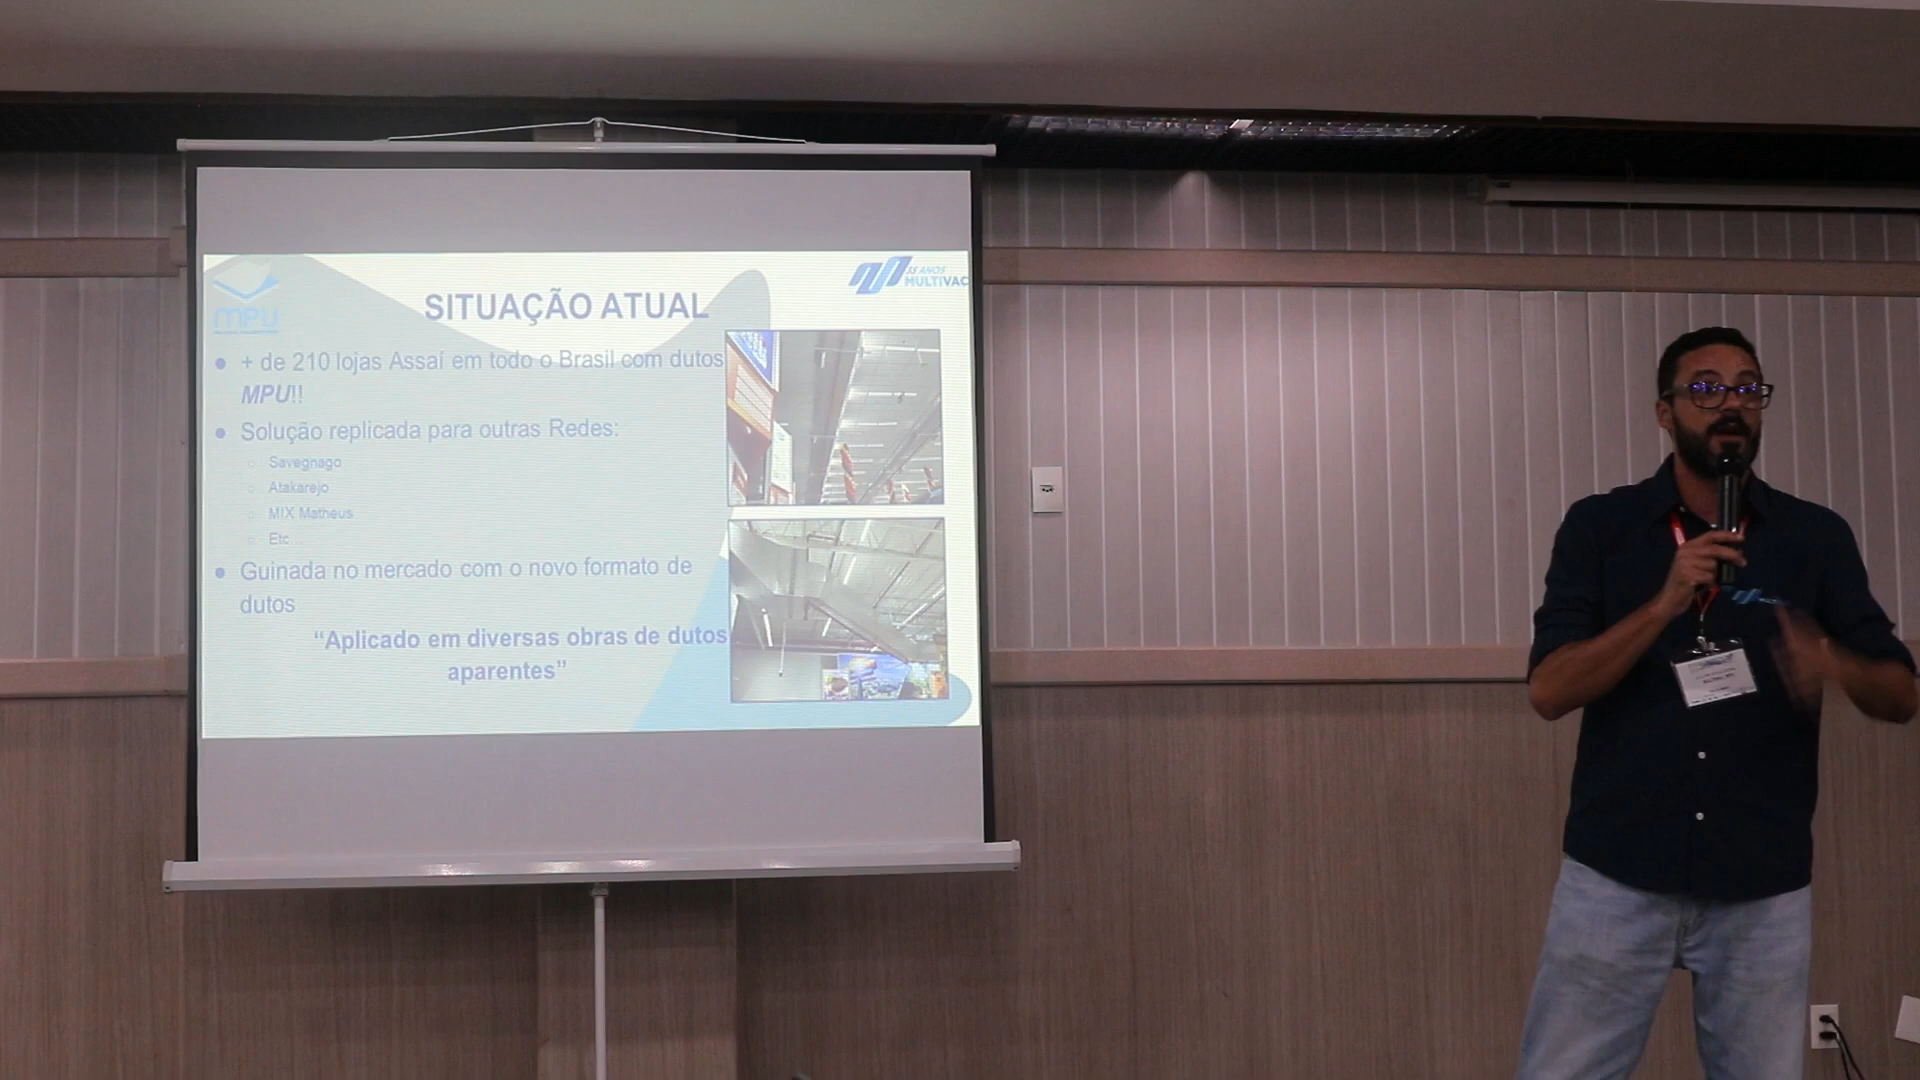 MPU
35 ANOS
MULTIVAC
SITUAÇÃO ATUAL
+ de 210 lojas Assaí em todo o Brasil com dutos
MPU!!
Solução replicada para outras Redes:
Savegnago
Atakarejo
MIX Matheus
Etc...
Guinada no mercado com o novo formato de
dutos
“Aplicado em diversas obras de dutos
aparentes”